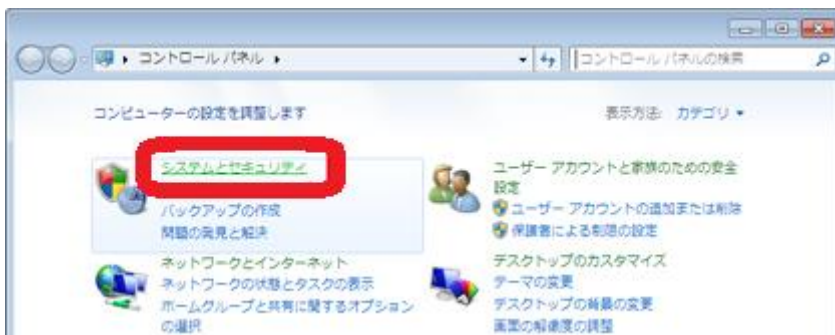 コントロール パネル
コントロール パネルの検索
コンピューターの設定を調整します
表示方法: カテゴリ
システムとセキュリティ
バックアップの作成
問題の発見と解決
ネットワークとインターネット
ネットワークの状態とタスクの表示
ホームグループと共有に関するオプション
の選択
ユーザー アカウントと家族のための安全
設定
ユーザー アカウントの追加または削除
保護者による制限の設定
デスクトップのカスタマイズ
テーマの変更
デスクトップの背景の変更
画面の解像度の調整